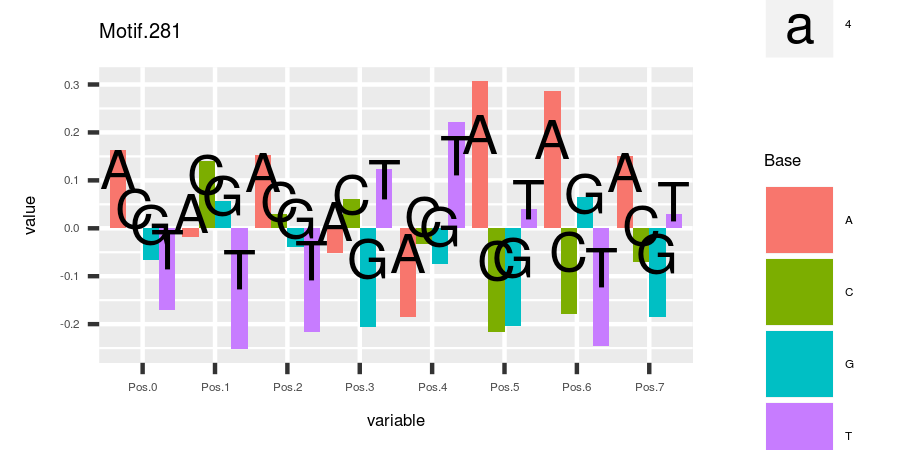 Motif.281
a 4
value
0.3
0.2
0.1
0.0
-0.1
-0.2
A C G T A C G T A C G T A C G T A C G T A C G T A C G T A C G T
Pos.0 Pos.1 Pos.2 Pos.3 Pos.4 Pos.5 Pos.6 Pos.7
variable
Base
A
C
G
T